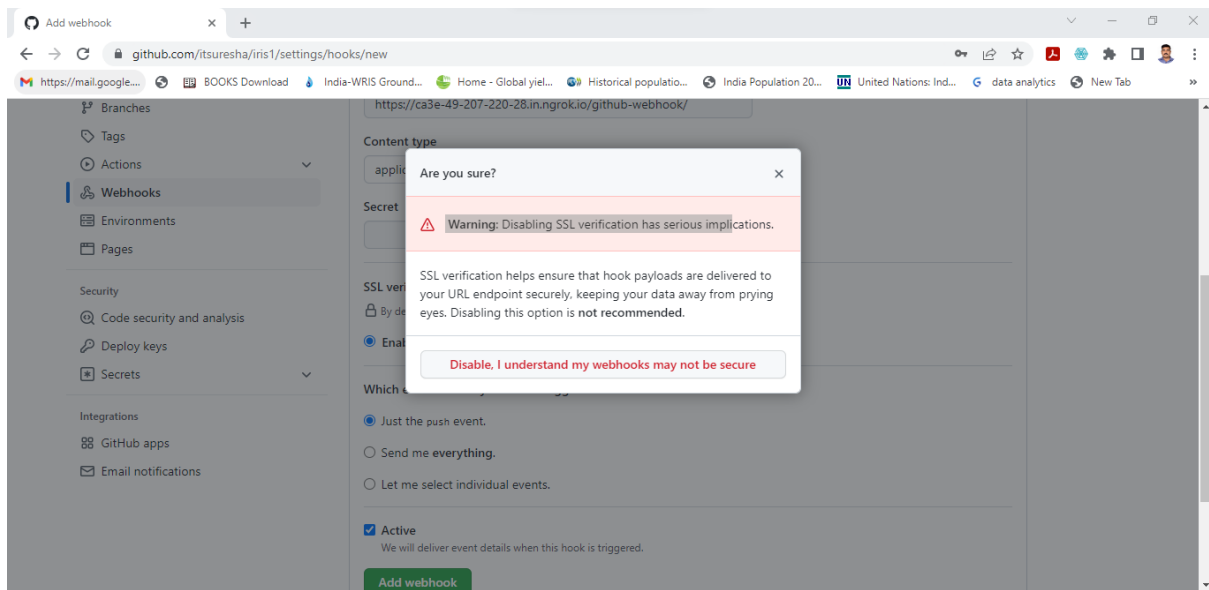 Add webhook
github.com/itsuresha/iris1/settings/hooks/new
https://mail.google.... BOOKS Download India-WRIS Ground... Home - Global yiel... Historical populatio... India Population 20... United Nations: Ind... data analytics New Tab »
Branches
https://ca3e-49-207-220-28.in.ngrok.io/github-webhook/
Tags
Content type
Actions
applic
Webhooks
Secret
Environments
Pages
Are you sure?
Warning: Disabling SSL verification has serious implications.
SSL verification helps ensure that hook payloads are delivered to
your URL endpoint securely, keeping your data away from prying
eyes. Disabling this option is not recommended.
Disable, I understand my webhooks may not be secure
Security
SSL veri
Code security and analysis
By de
Deploy keys
Enab
Secrets
Which e
Integrations
Just the push event.
GitHub apps
Send me everything.
Email notifications
Let me select individual events.
Active
We will deliver event details when this hook is triggered.
Add webhook